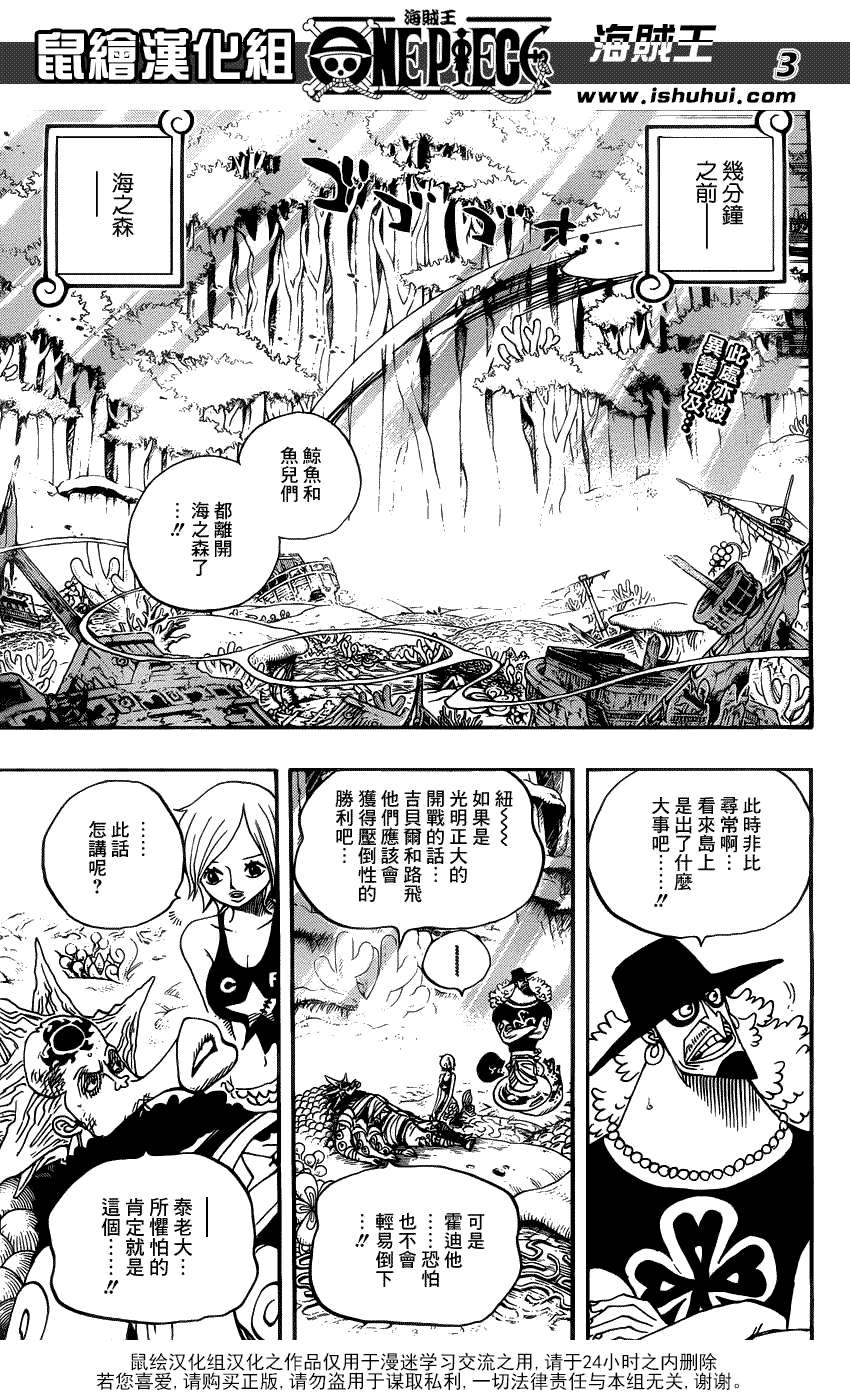 鼠繪漢化組
海賊王
ONE PIECE
海賊王
3
www.ishuhui.com
幾分鐘
之前——
海之森
——
ゴゴゴゴォォ
此處亦被
異變波及…
鯨魚和
魚兒們
都離開
海之森了
…!!
此時非比
尋常啊…
看來島上
是出了什麼
大事吧……!!
紐~~
如果是
光明正大的
開戰的話…
吉貝爾和路飛
他們應該會
獲得壓倒性的
勝利吧…
~
可是
霍迪他
……恐怕
也不會
輕易倒下
……
此話
怎講呢?
CR
——
泰老大…
所懼怕的
肯定就是
這個……!!
鼠绘汉化组汉化之作品仅用于漫迷学习交流之用, 请于24小时之内删除
若您喜爱, 请购买正版, 请勿盗用于谋取私利, 一切法律责任与本组无关, 谢谢。